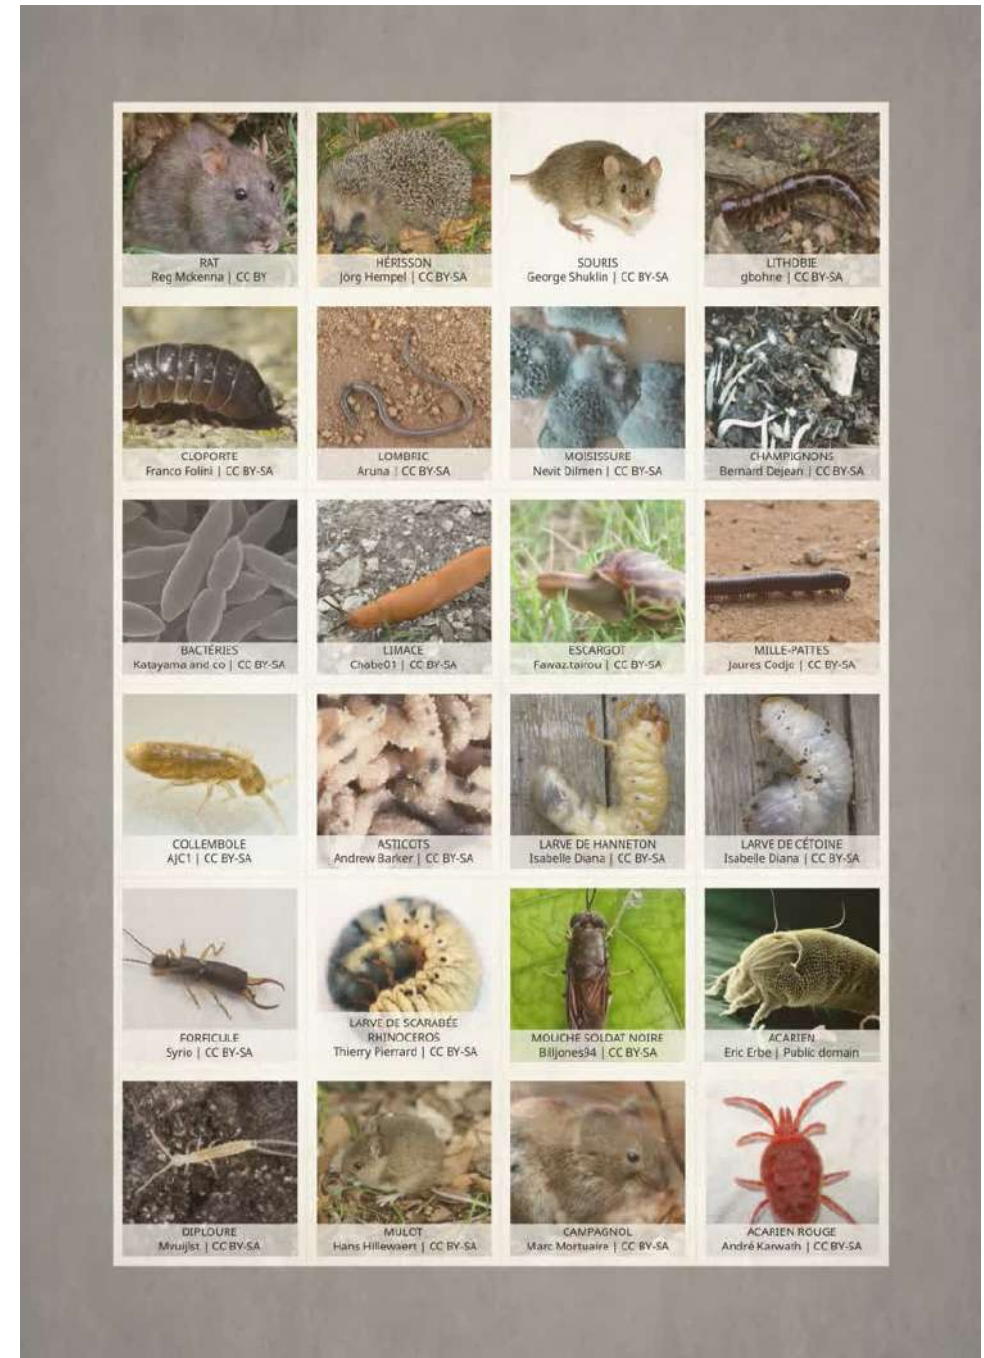 RAT
Reg Mckenna | CC BY
HÉRISSON
Jörg Hempel | CC BY-SA
SOURIS
George Shuklin | CC BY-SA
LITHOBIE
gbohne | CC BY-SA
CLOPORTE
Franco Folini | CC BY-SA
LOMBRIC
Aruna | CC BY-SA
MOISISSURE
Nevit Dilmen | CC BY-SA
CHAMPIGNONS
Bernard Dejean | CC BY-SA
BACTÉRIES
Katayama and co | CC BY-SA
LIMACE
Chabe01 | CC BY-SA
ESCARGOT
Fawaz.tairou | CC BY-SA
MILLE-PATTES
Jaures Codjo | CC BY-SA
COLLEMBOLE
AJC1 | CC BY-SA
ASTICOTS
Andrew Barker | CC BY-SA
LARVE DE HANNETON
Isabelle Diana | CC BY-SA
LARVE DE CÉTOINE
Isabelle Diana | CC BY-SA
FORFICULE
Syrio | CC BY-SA
LARVE DE SCARABÉE
RHINOCEROS
Thierry Pierrard | CC BY-SA
MOUCHE SOLDAT NOIRE
Billjones94 | CC BY-SA
ACARIEN
Eric Erbe | Public domain
DIPLOURE
Mvuijlst | CC BY-SA
MULOT
Hans Hillewaert | CC BY-SA
CAMPAGNOL
Marc Mortuaire | CC BY-SA
ACARIEN ROUGE
André Karwath | CC BY-SA